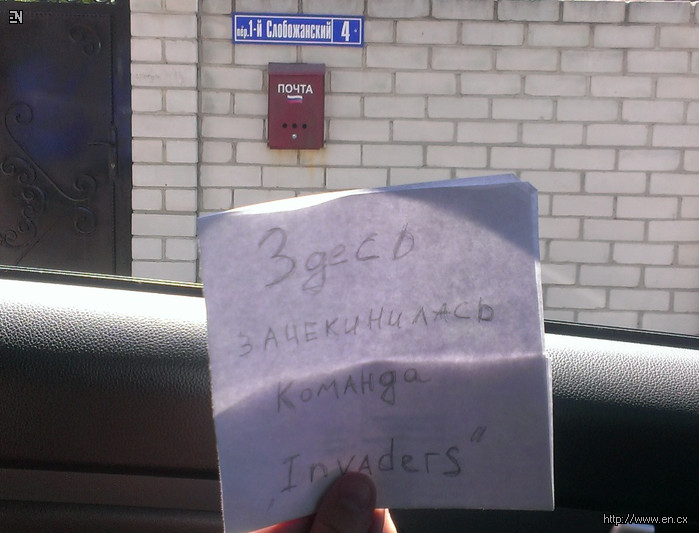 EN
пер. 1-й Слобожанский 4
ПОЧТА
Здесь
зачекинилась
Команда
„Invaders"
http://www.en.cx